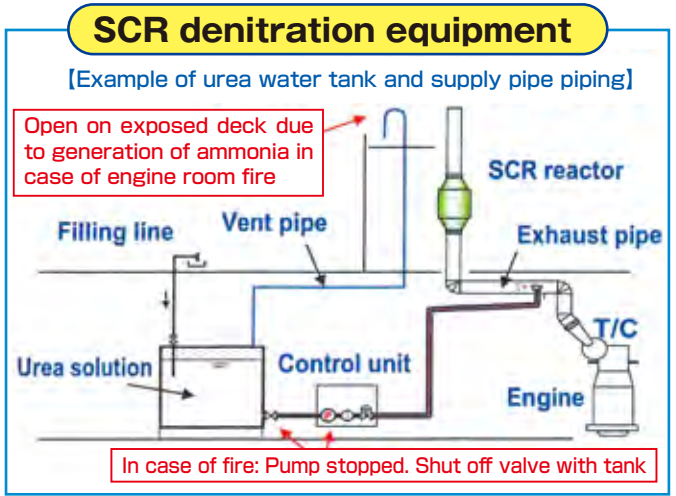 SCR denitration equipment
【Example of urea water tank and supply pipe piping】
Open on exposed deck due
to generation of ammonia in
case of engine room fire
SCR reactor
Filling line
Vent pipe
Exhaust pipe
T/C
Urea solution
Control unit
Engine
In case of fire: Pump stopped. Shut off valve with tank